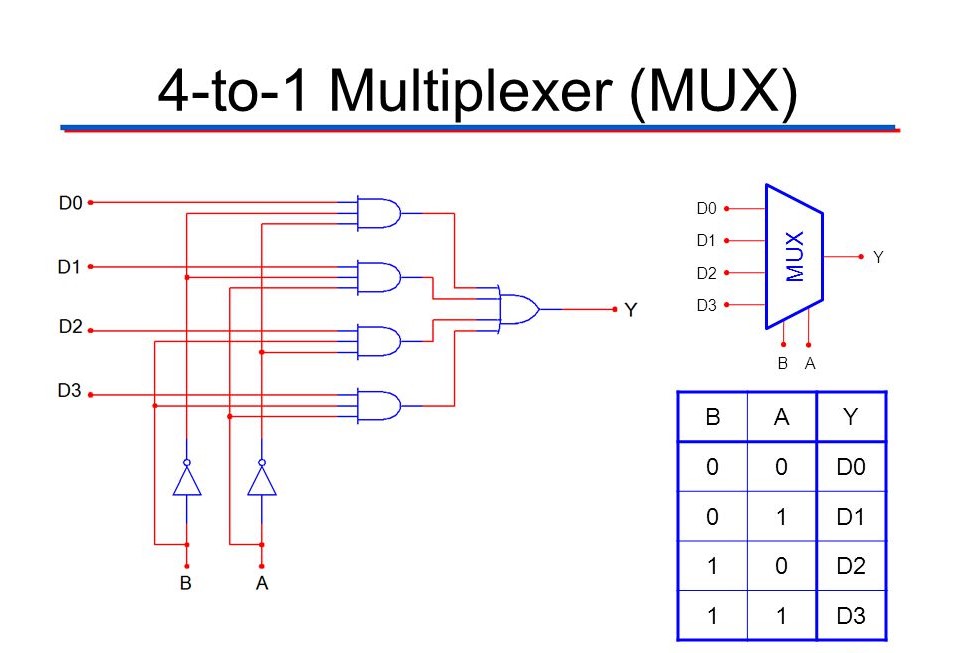 4-to-1 Multiplexer (MUX)
D0
D1
D2
D3
Y
B A
D0
D1
D2
D3
MUX
Y
B A
B A Y
0 0 D0
0 1 D1
1 0 D2
1 1 D3